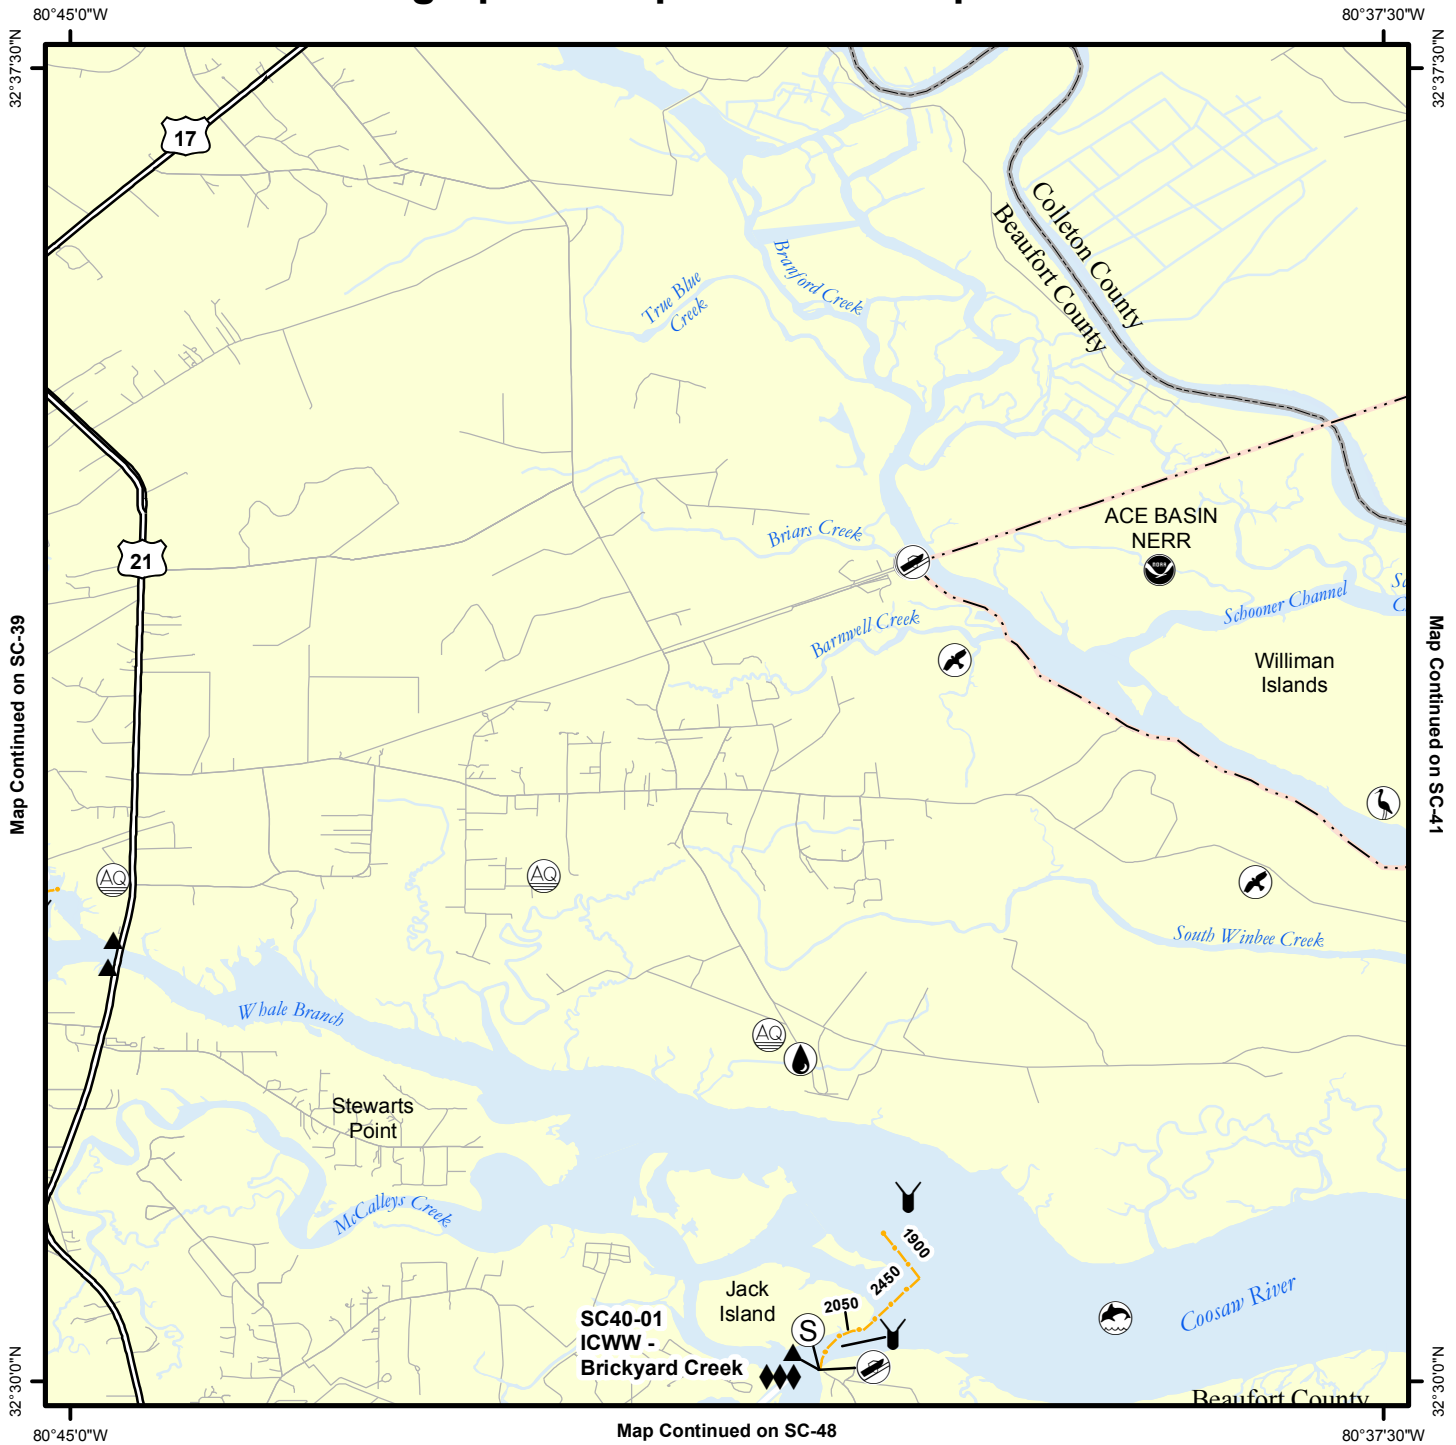 80°45'0"W
80°37'30"W
32°37'30"N
32°37'30"N
17
Colleton County
Beaufort County
Branford Creek
True Blue
Creek
ACE BASIN
NERR
NOAA
Briars Creek
21
Schooner Channel
Barnwell Creek
Williman
Islands
Map Continued on SC-39
Map Continued on SC-41
AQ
AQ
South Winbee Creek
Whale Branch
AQ
Stewarts
Point
McCalleys Creek
1900
2450
2050
Jack
Island
Coosaw River
SC40-01
ICWW -
Brickyard Creek
S
Beaufort County
32°30'0"N
32°30'0"N
80°45'0"W
Map Continued on SC-48
80°37'30"W